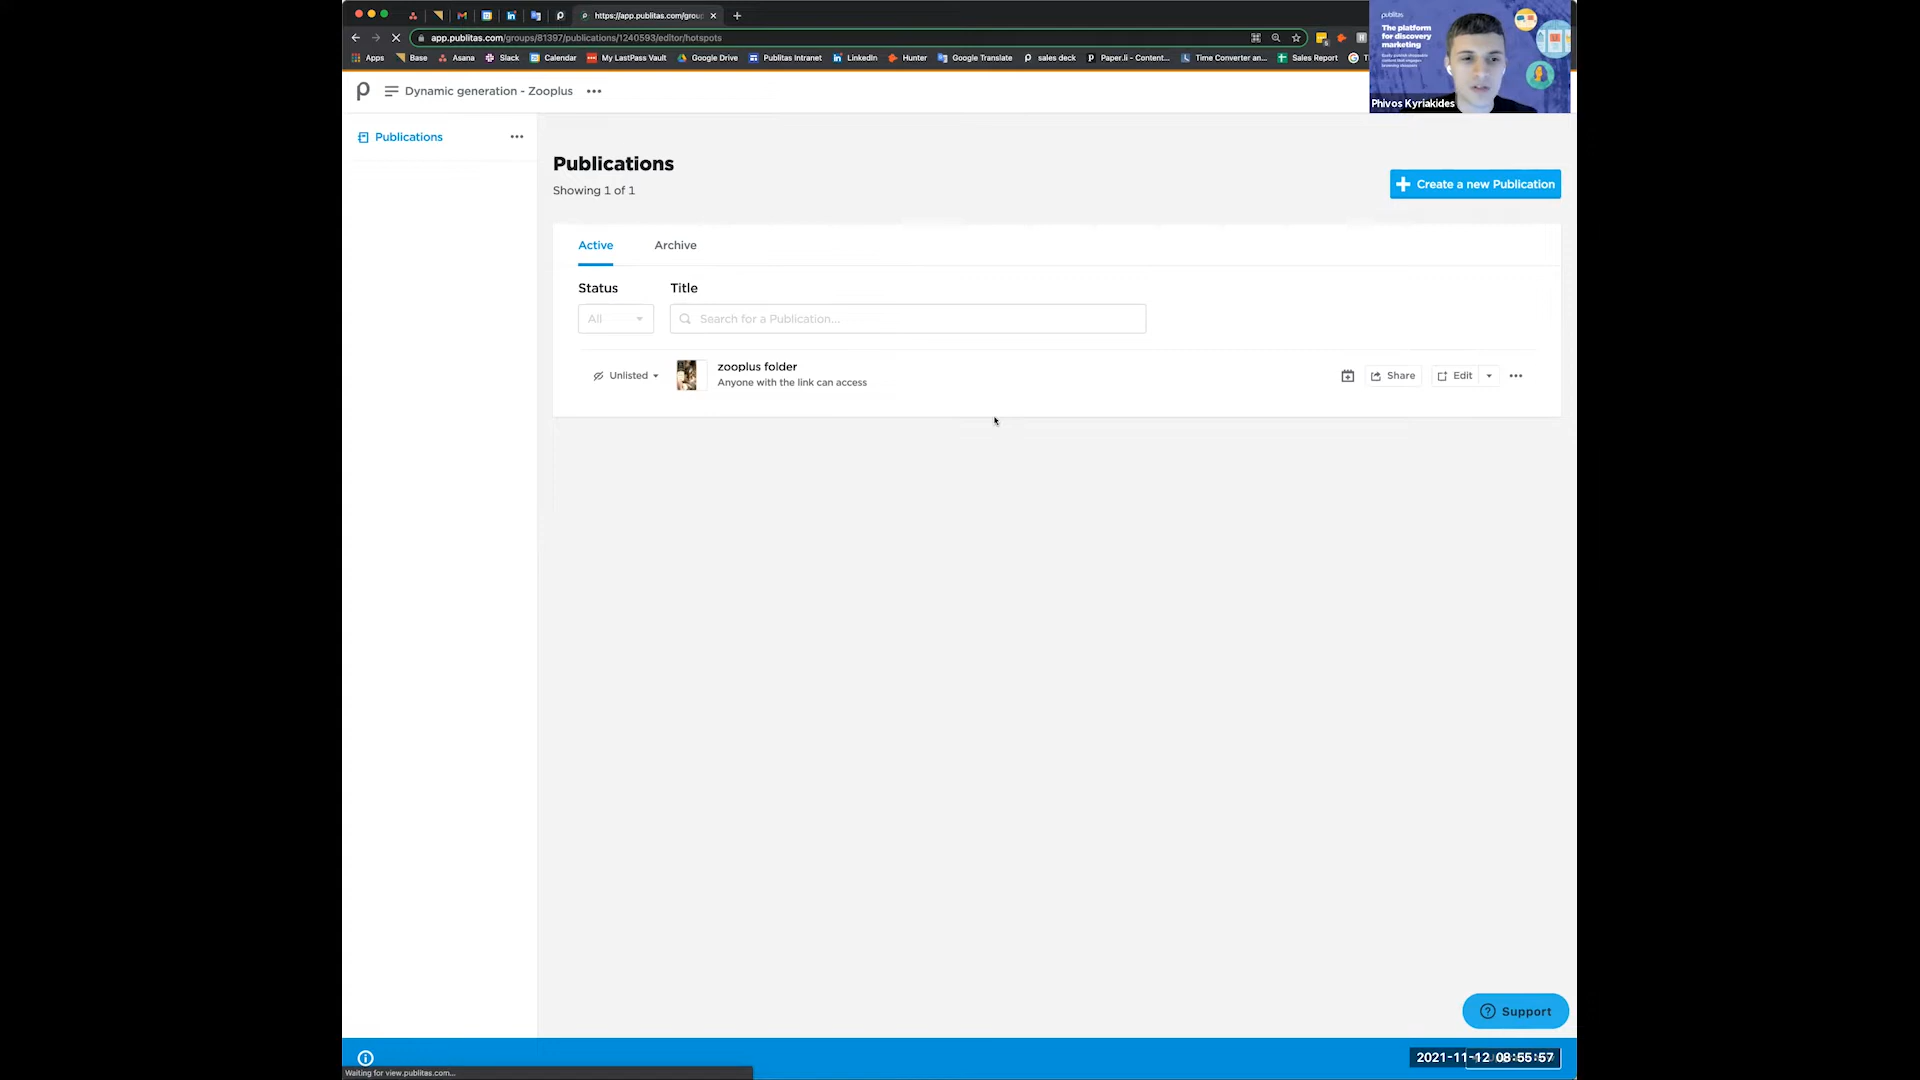 https://app.publitas.com/grou
app.publitas.com/groups/81397/publications/1240593/editor/hotspots
Apps Base Asana Slack Calendar My LastPass Vault Google Drive Publitas Intranet LinkedIn Hunter Google Translate sales deck Paper.li - Content... Time Converter an... Sales Report
publitas
The platform
for discovery
marketing
Phivos Kyriakides
Dynamic generation - Zooplus
Publications
Publications
Showing 1 of 1
Create a new Publication
Active Archive
Status Title
All Search for a Publication...
Unlisted zooplus folder Share Edit
Anyone with the link can access
Support
2021-11-12 08:55:57
Waiting for view.publitas.com...